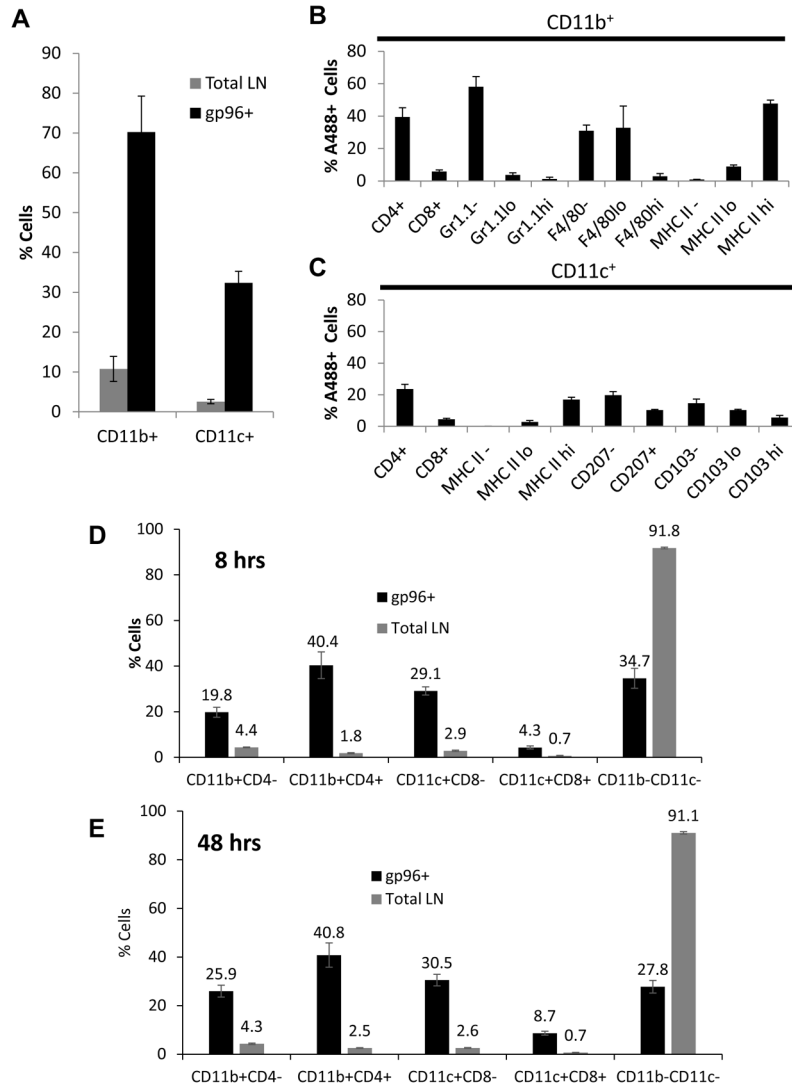 A
90
80
70
60
50
40
30
20
10
0
% Cells
Total LN
gp96+
CD11b+ CD11c+
B
CD11b+
80
60
40
20
0
% A488+ Cells
CD4+ CD8+ Gr1.1- Gr1.1lo Gr1.1hi F4/80- F4/80lo F4/80hi MHC II - MHC II lo MHC II hi
C
CD11c+
80
60
40
20
0
% A488+ Cells
CD4+ CD8+ MHC II - MHC II lo MHC II hi CD207- CD207+ CD103- CD103 lo CD103 hi
D
8 hrs
100
80
60
40
20
0
% Cells
gp96+
Total LN
19.8 4.4 40.4 1.8 29.1 2.9 4.3 0.7 34.7 91.8
CD11b+CD4- CD11b+CD4+ CD11c+CD8- CD11c+CD8+ CD11b-CD11c-
E
48 hrs
100
80
60
40
20
0
% Cells
gp96+
Total LN
25.9 4.3 40.8 2.5 30.5 2.6 8.7 0.7 27.8 91.1
CD11b+CD4- CD11b+CD4+ CD11c+CD8- CD11c+CD8+ CD11b-CD11c-